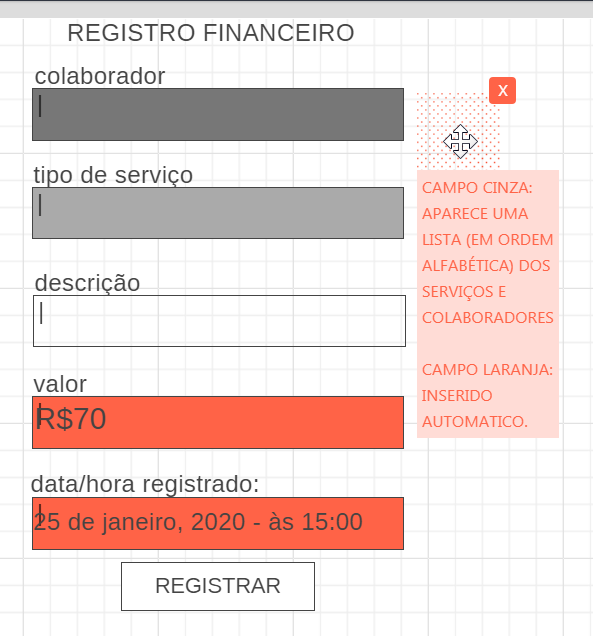 REGISTRO FINANCEIRO
colaborador
X
tipo de serviço
descrição
valor
R$70
data/hora registrado:
25 de janeiro, 2020 - às 15:00
REGISTRAR
CAMPO CINZA:
APARECE UMA
LISTA (EM ORDEM
ALFABÉTICA) DOS
SERVIÇOS E
COLABORADORES
CAMPO LARANJA:
INSERIDO
AUTOMATICO.